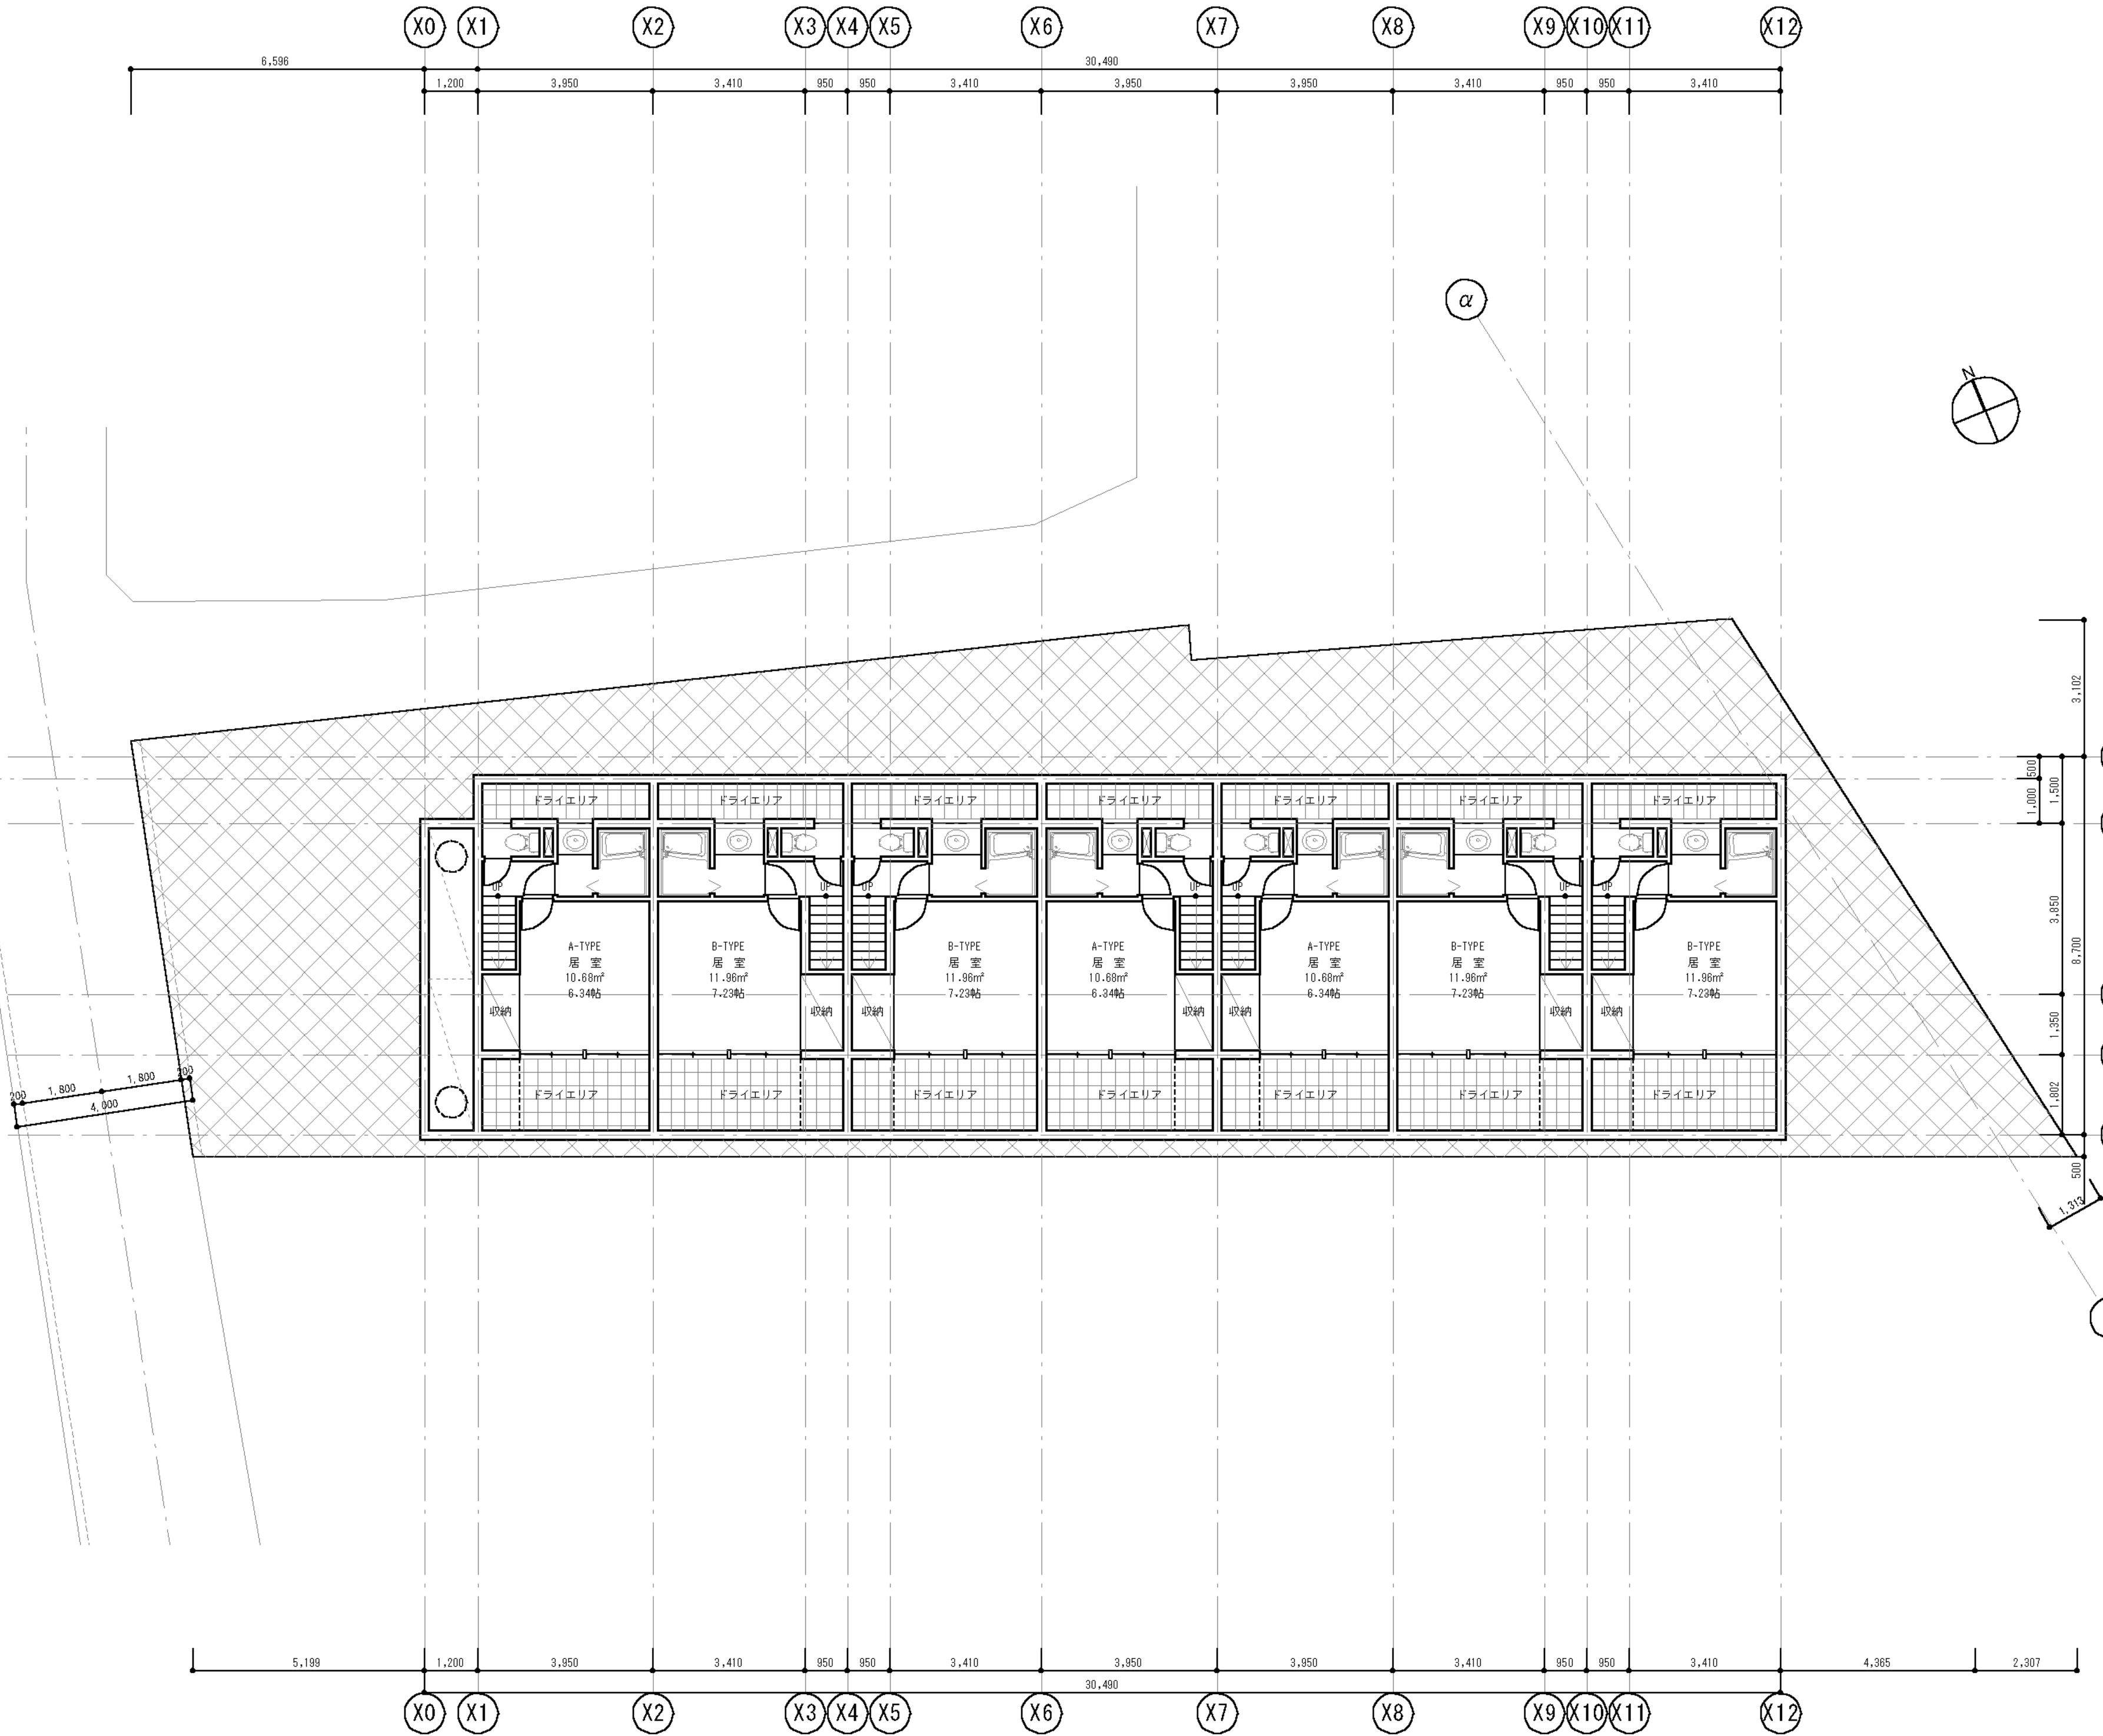 X0 X1 X2 X3 X4 X5 X6 X7 X8 X9 X10 X11 X12
6,596 30,490
1,200 3,950 3,410 950 950 3,410 3,950 3,950 3,410 950 950 3,410
α
N
3,102
500
1,000
1,500
3,850
8,700
1,350
1,802
500
1,313
ドライエリア ドライエリア ドライエリア ドライエリア ドライエリア ドライエリア ドライエリア
UP UP UP UP UP UP UP
A-TYPE B-TYPE B-TYPE A-TYPE A-TYPE B-TYPE B-TYPE
居 室 居 室 居 室 居 室 居 室 居 室 居 室
10.68㎡ 11.96㎡ 11.96㎡ 10.68㎡ 10.68㎡ 11.96㎡ 11.96㎡
6.34帖 7.23帖 7.23帖 6.34帖 6.34帖 7.23帖 7.23帖
収納 収納 収納 収納 収納 収納 収納
ドライエリア ドライエリア ドライエリア ドライエリア ドライエリア ドライエリア ドライエリア
200 1,800 1,800 200
4,000
5,199 1,200 3,950 3,410 950 950 3,410 3,950 3,950 3,410 950 950 3,410 4,365 2,307
30,490
X0 X1 X2 X3 X4 X5 X6 X7 X8 X9 X10 X11 X12